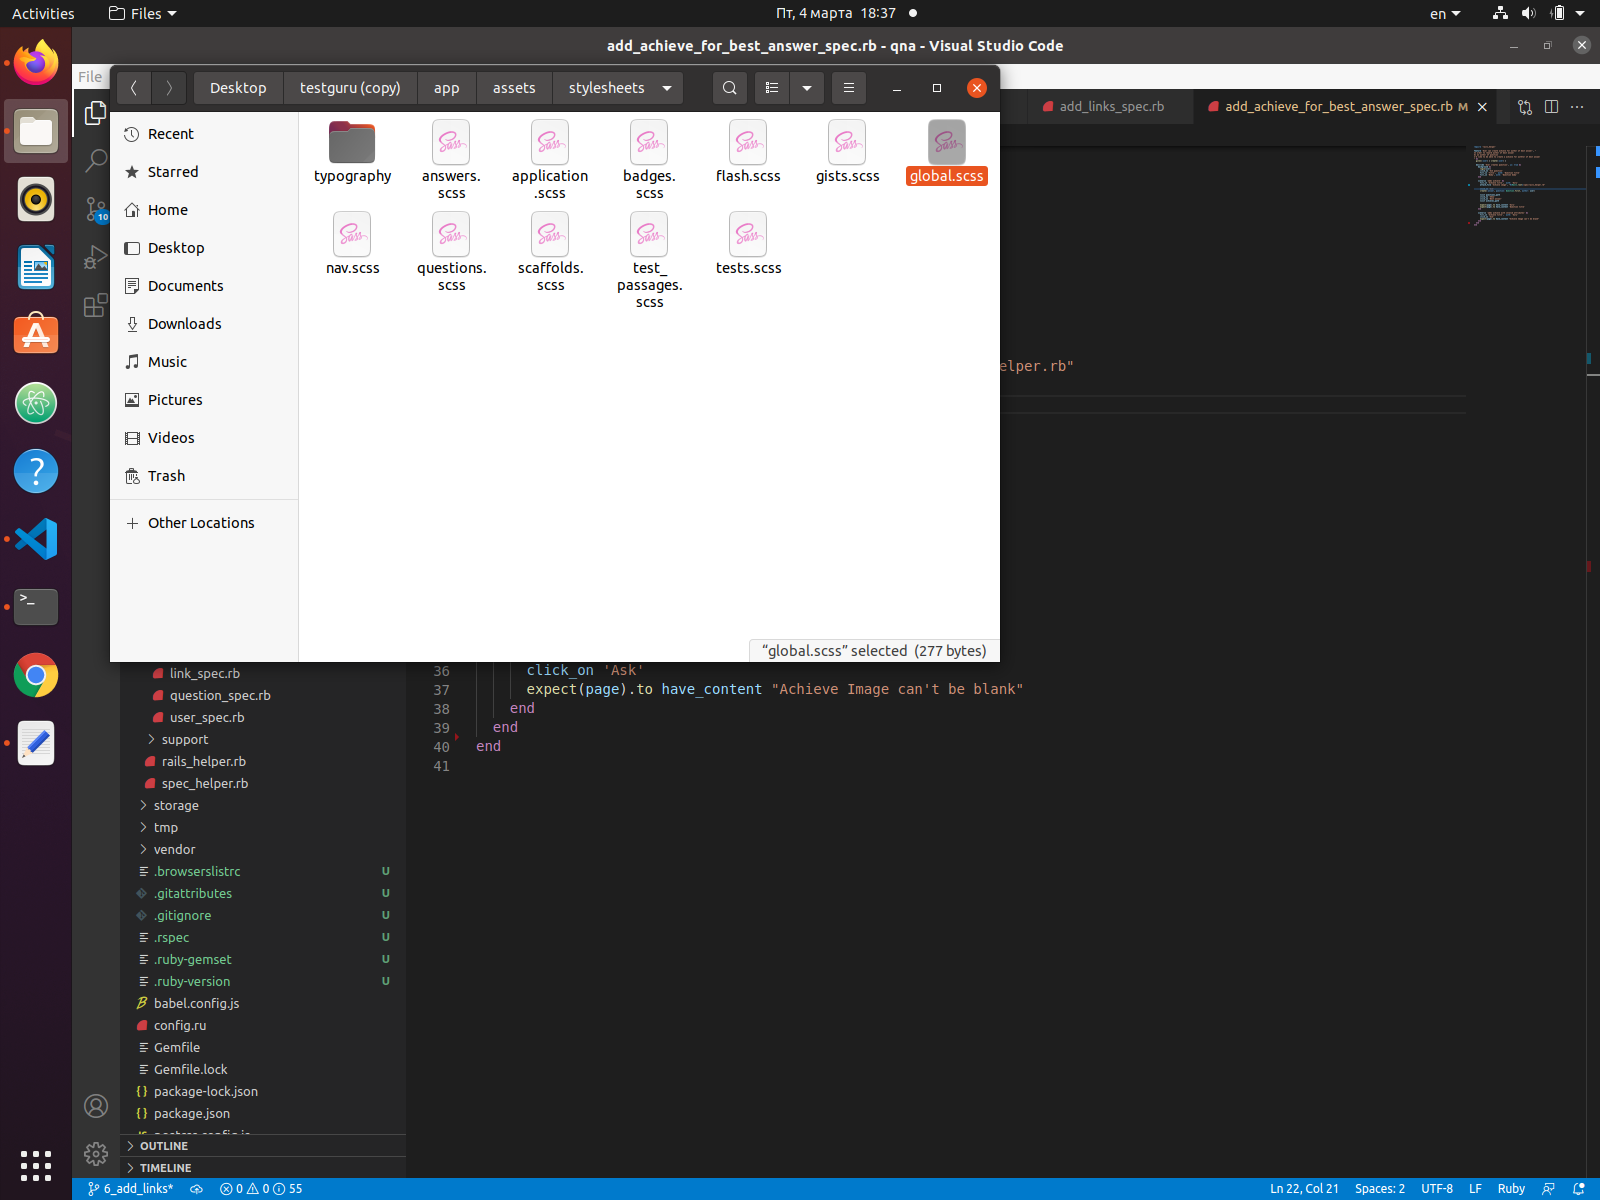 Activities
Files
Пт, 4 марта 18:37
en
add_achieve_for_best_answer_spec.rb - qna - Visual Studio Code
File
Desktop
testguru (copy)
app
assets
stylesheets
add_links_spec.rb
add_achieve_for_best_answer_spec.rb M
Recent
Starred
Home
Desktop
Documents
Downloads
Music
Pictures
Videos
Trash
Other Locations
typography
answers.
scss
application
.scss
badges.
scss
flash.scss
gists.scss
global.scss
nav.scss
questions.
scss
scaffolds.
scss
test_
passages.
scss
tests.scss
"global.scss" selected (277 bytes)
10
elper.rb"
36 click_on 'Ask'
37 expect(page).to have_content "Achieve Image can't be blank"
38 end
39 end
40 end
41
link_spec.rb
question_spec.rb
user_spec.rb
support
rails_helper.rb
spec_helper.rb
storage
tmp
vendor
.browserslistrc U
.gitattributes U
.gitignore U
.rspec U
.ruby-gemset U
.ruby-version U
babel.config.js
config.ru
Gemfile
Gemfile.lock
package-lock.json
package.json
OUTLINE
TIMELINE
6_add_links*
0 0 55
Ln 22, Col 21
Spaces: 2
UTF-8
LF
Ruby